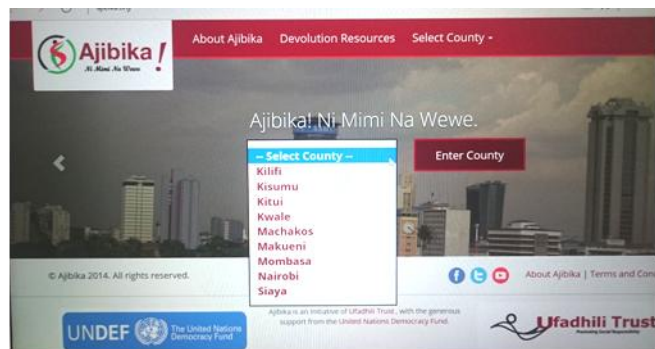 About Ajibika Devolution Resources Select County
Ajibika!
Ni Mimi Na Wewe
Ajibika! Ni Mimi Na Wewe.
-- Select County --
Enter County
Kilifi
Kisumu
Kitui
Kwale
Machakos
Makueni
Mombasa
Nairobi
Siaya
© Ajibika 2014. All rights reserved.
About Ajibika | Terms and Con
Ajibika is an initiative of Ufadhili Trust, with the generous
support from the United Nations Democracy Fund.
UNDEF The United Nations
Democracy Fund
Ufadhili Trust
Promoting Social Responsibility